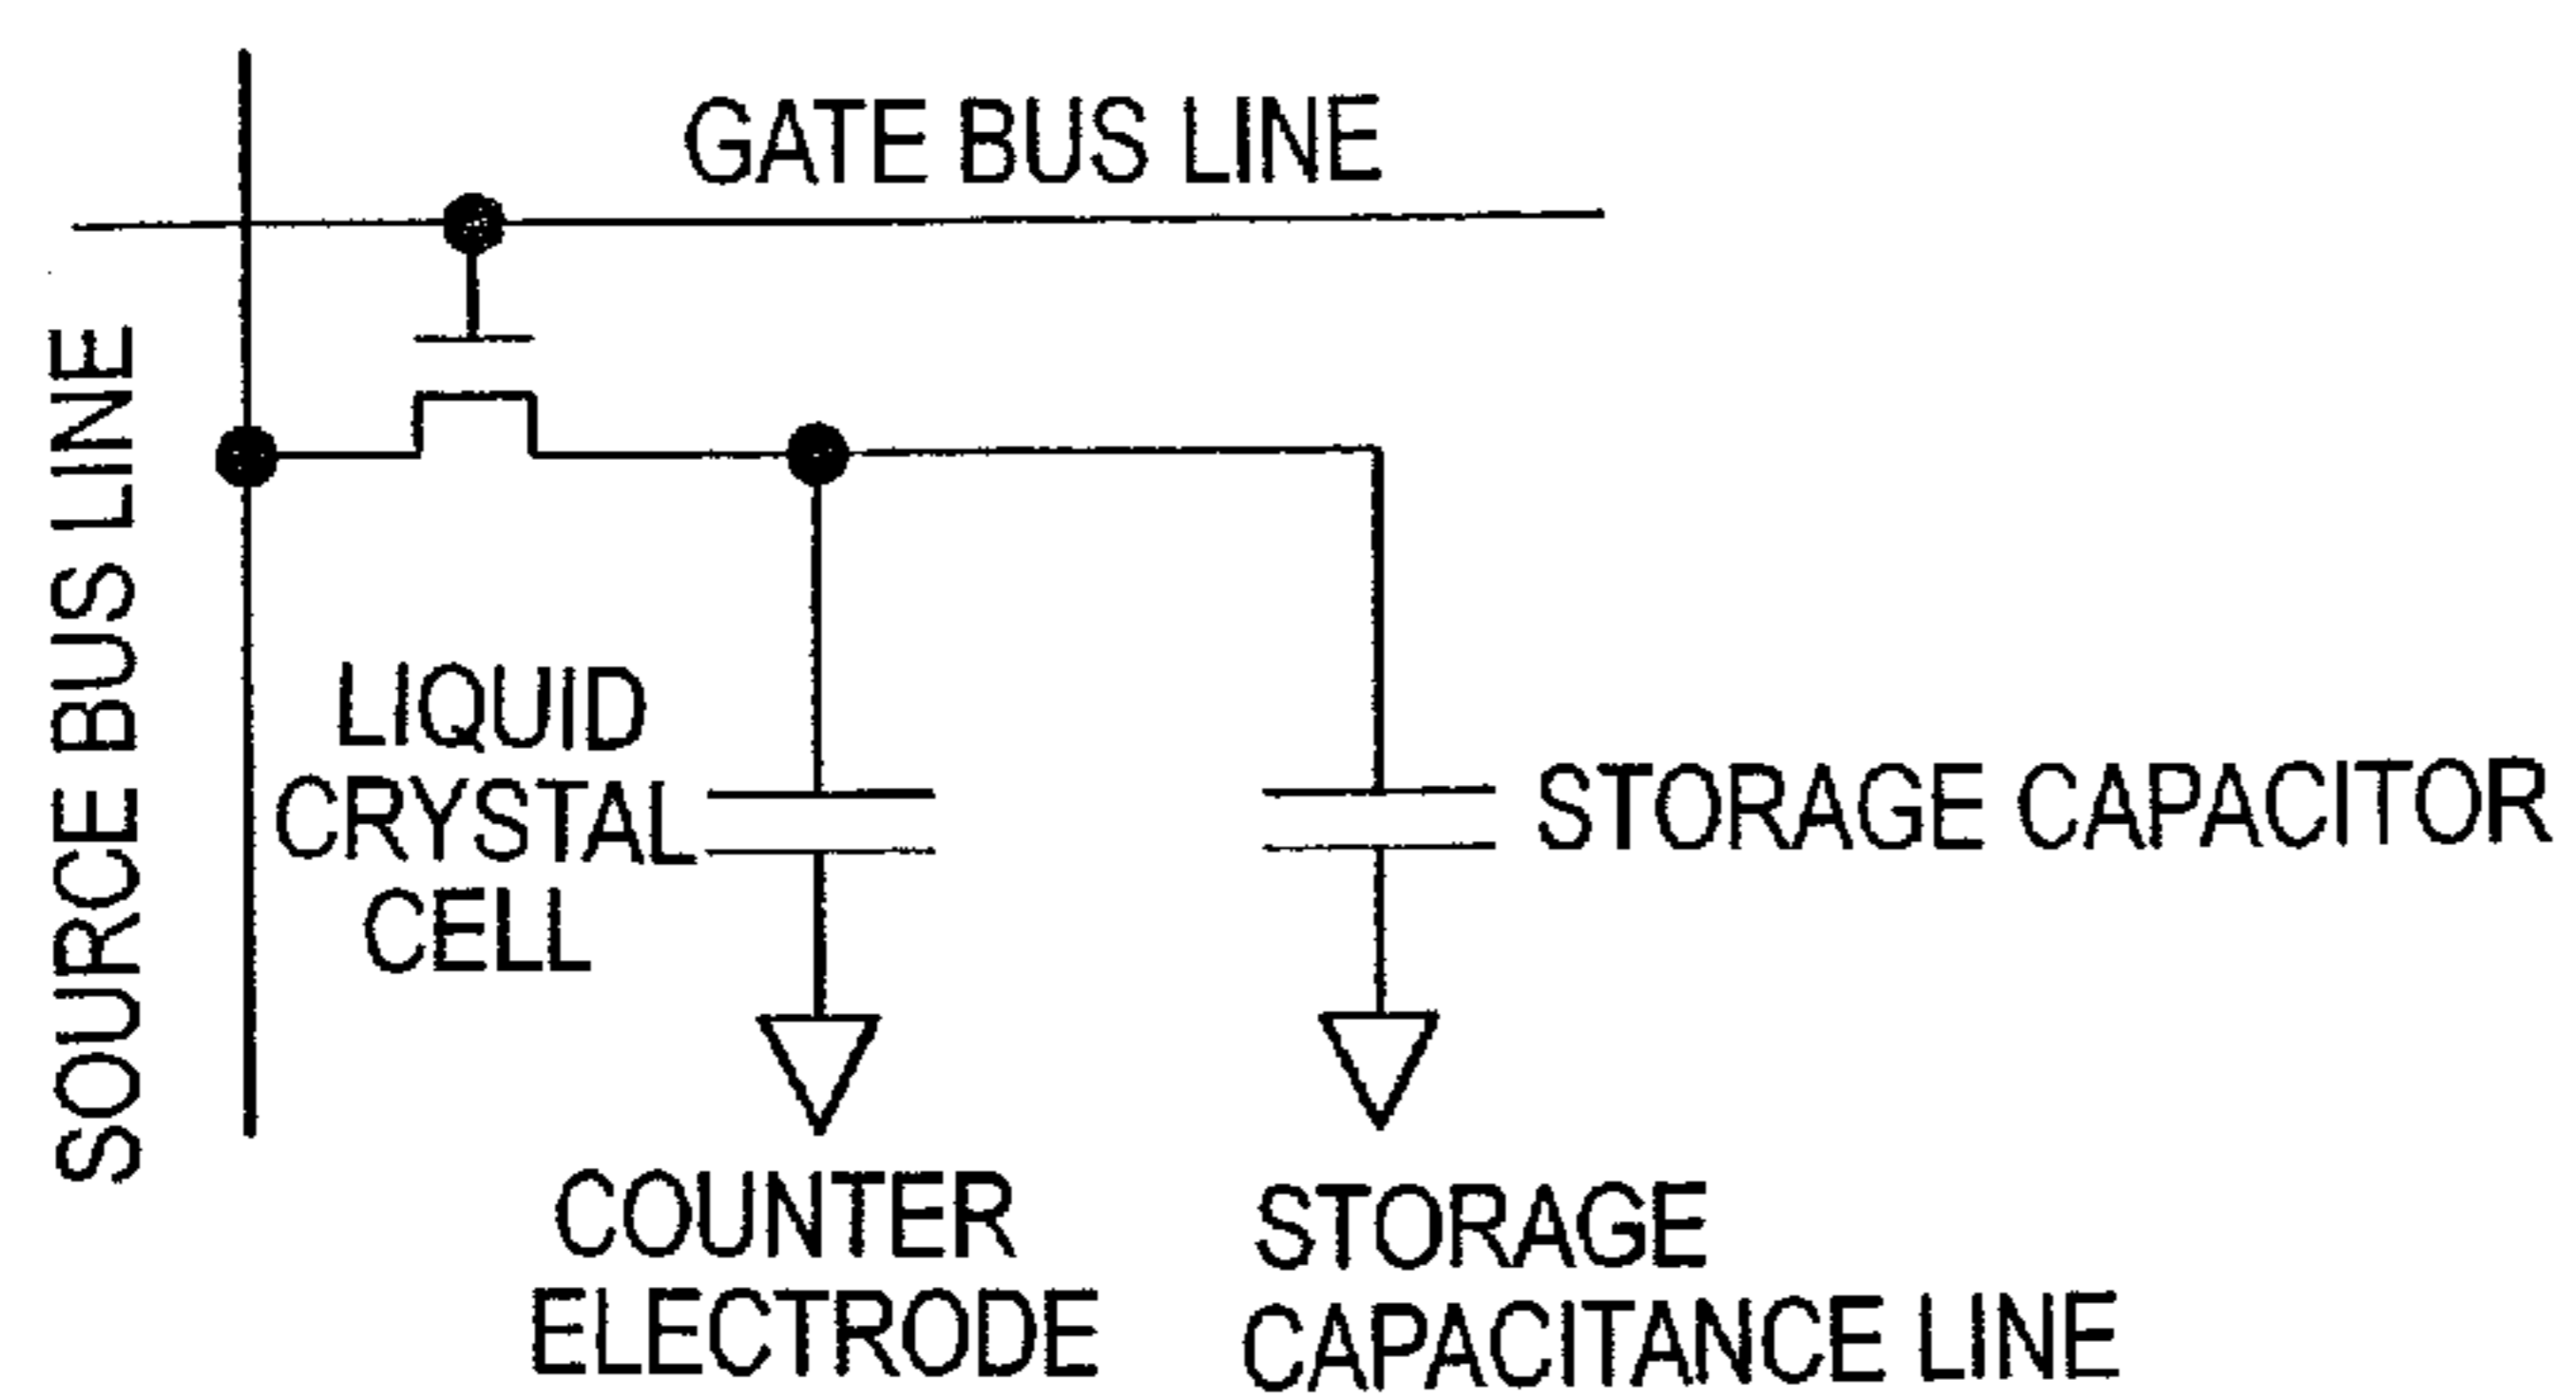 GATE BUS LINE
SOURCE BUS LINE
LIQUID
CRYSTAL
CELL
STORAGE CAPACITOR
COUNTER
ELECTRODE
STORAGE
CAPACITANCE LINE